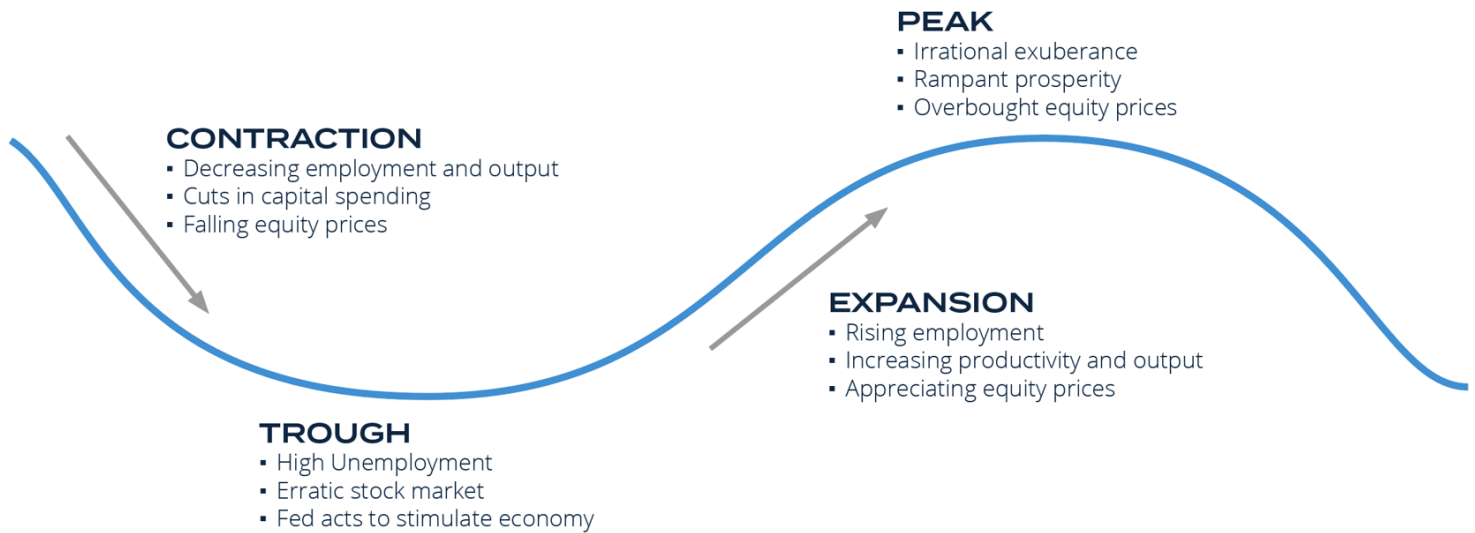 PEAK
▪ Irrational exuberance
▪ Rampant prosperity
▪ Overbought equity prices
CONTRACTION
▪ Decreasing employment and output
▪ Cuts in capital spending
▪ Falling equity prices
EXPANSION
▪ Rising employment
▪ Increasing productivity and output
▪ Appreciating equity prices
TROUGH
▪ High Unemployment
▪ Erratic stock market
▪ Fed acts to stimulate economy